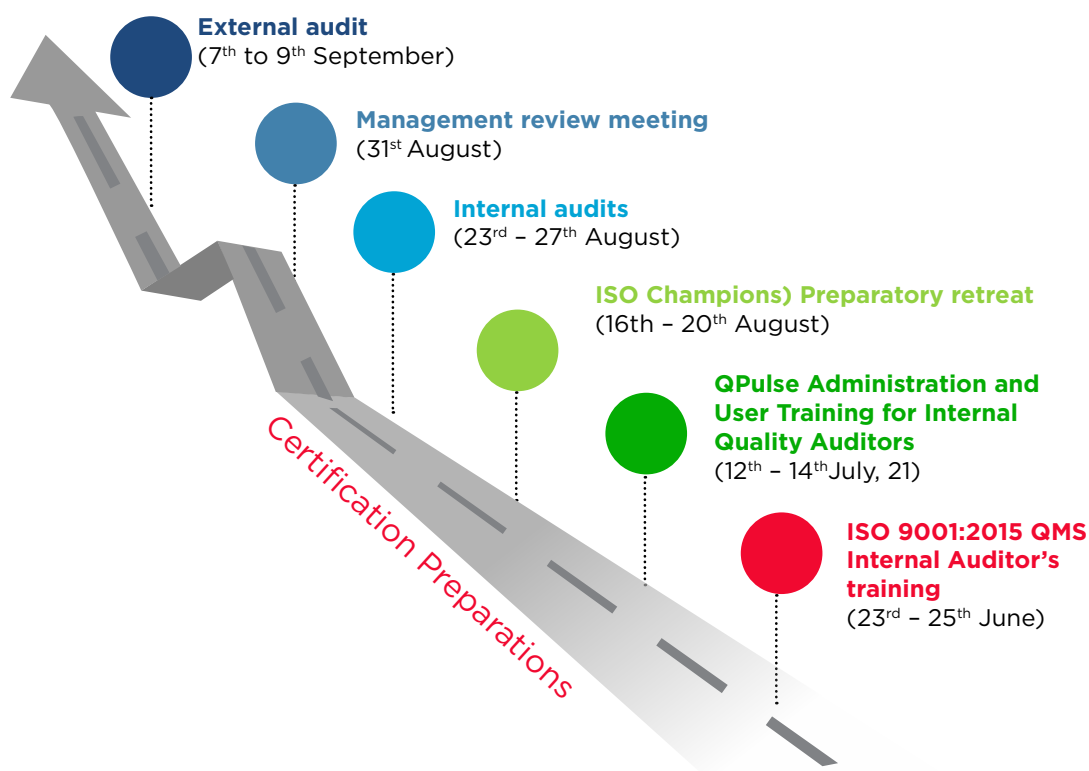 External audit
(7th to 9th September)
Management review meeting
(31st August)
Internal audits
(23rd – 27th August)
ISO Champions) Preparatory retreat
(16th – 20th August)
QPulse Administration and
User Training for Internal
Quality Auditors
(12th – 14thJuly, 21)
ISO 9001:2015 QMS
Internal Auditor’s
training
(23rd – 25th June)
Certification Preparations